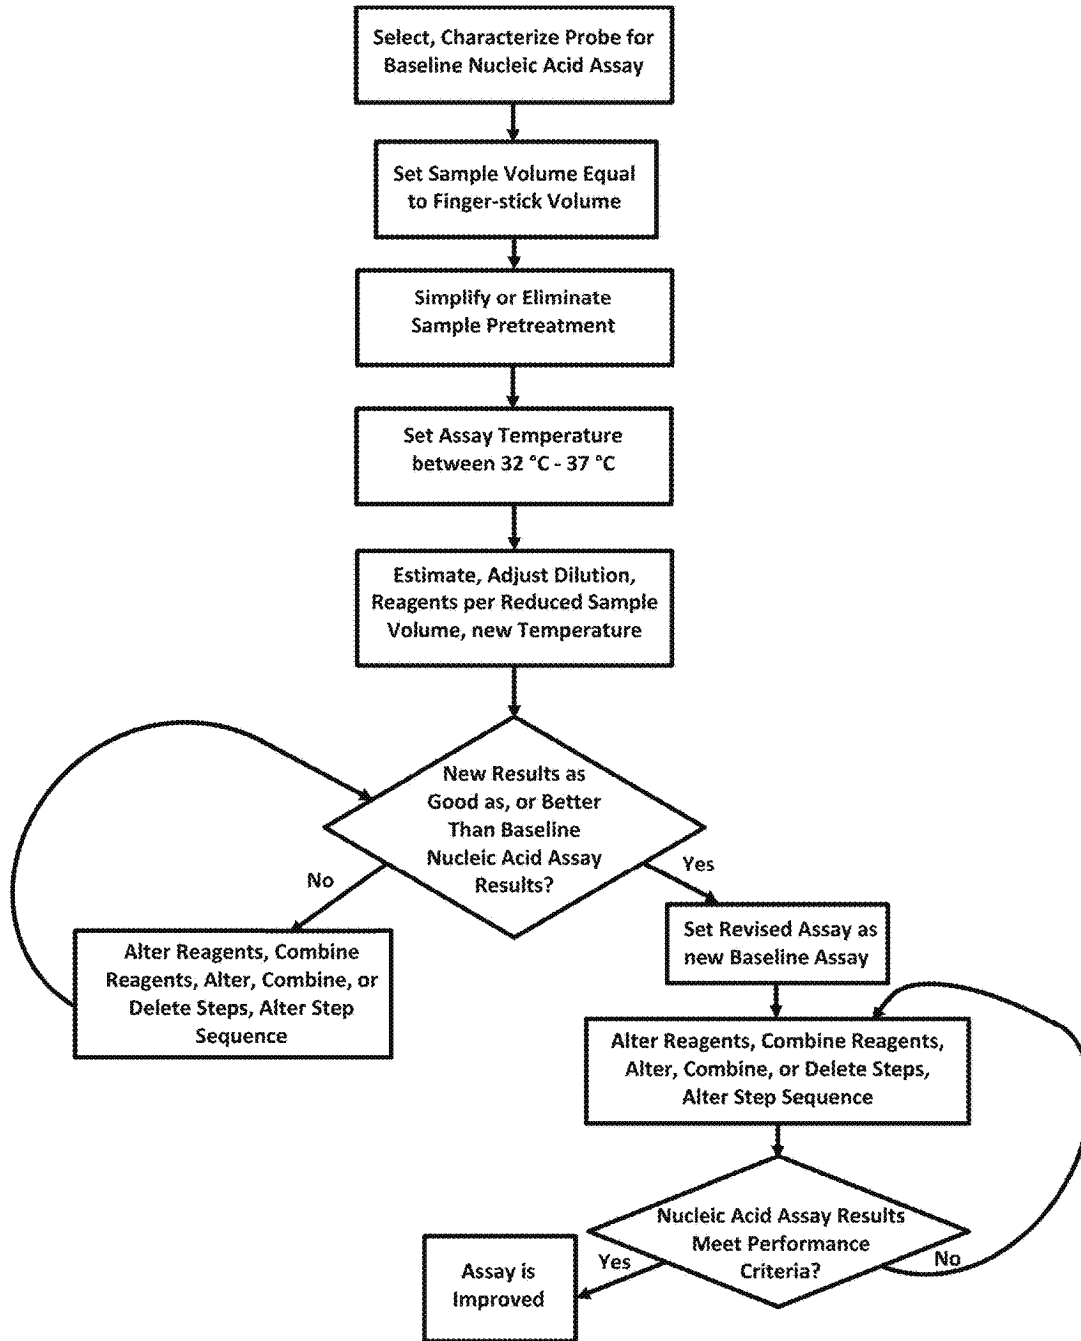 Select, Characterize Probe for
Baseline Nucleic Acid Assay
Set Sample Volume Equal
to Finger-stick Volume
Simplify or Eliminate
Sample Pretreatment
Set Assay Temperature
between 32 °C - 37 °C
Estimate, Adjust Dilution,
Reagents per Reduced Sample
Volume, new Temperature
New Results as
Good as, or Better
Than Baseline
Nucleic Acid Assay
Results?
No
Yes
Alter Reagents, Combine
Reagents, Alter, Combine, or
Delete Steps, Alter Step
Sequence
Set Revised Assay as
new Baseline Assay
Alter Reagents, Combine Reagents,
Alter, Combine, or Delete Steps,
Alter Step Sequence
Nucleic Acid Assay Results
Meet Performance
Criteria?
Yes
No
Assay is
Improved